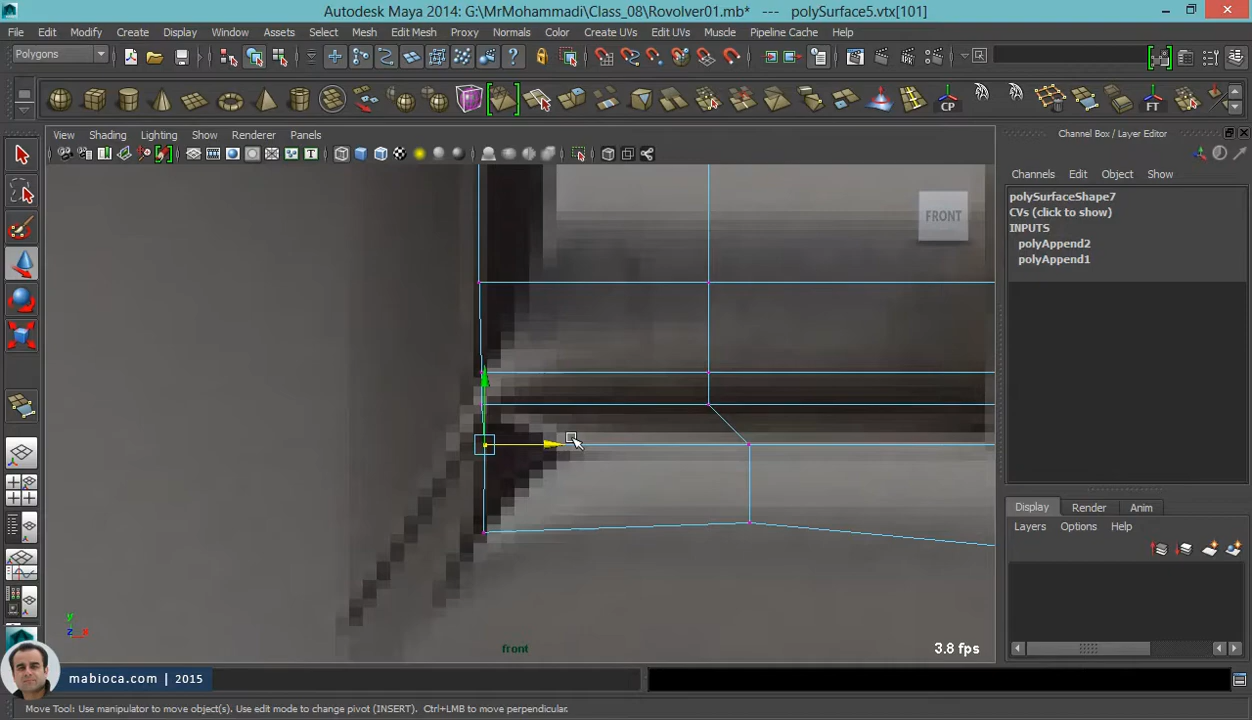 Autodesk Maya 2014: G:\MrMohammadi\Class_08\Rovolver01.mb* --- polySurface5.vtx[101]
File Edit Modify Create Display Window Assets Select Mesh Edit Mesh Proxy Normals Color Create UVs Edit UVs Muscle Pipeline Cache Help
Polygons
CP FT
View Shading Lighting Show Renderer Panels
Channel Box / Layer Editor
Channels Edit Object Show
polySurfaceShape7
CVs (click to show)
INPUTS
polyAppend2
polyAppend1
FRONT
Display Render Anim
Layers Options Help
y
z x
front
3.8 fps
mabioca.com | 2015
Move Tool: Use manipulator to move object(s). Use edit mode to change pivot (INSERT). Ctrl+LMB to move perpendicular.